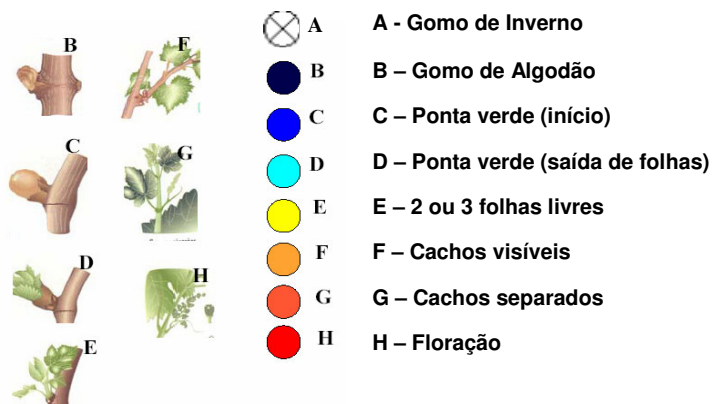 B
F
C
G
D
H
E
A
A - Gomo de Inverno
B
B – Gomo de Algodão
C
C – Ponta verde (início)
D
D – Ponta verde (saída de folhas)
E
E – 2 ou 3 folhas livres
F
F – Cachos visíveis
G
G – Cachos separados
H
H – Floração